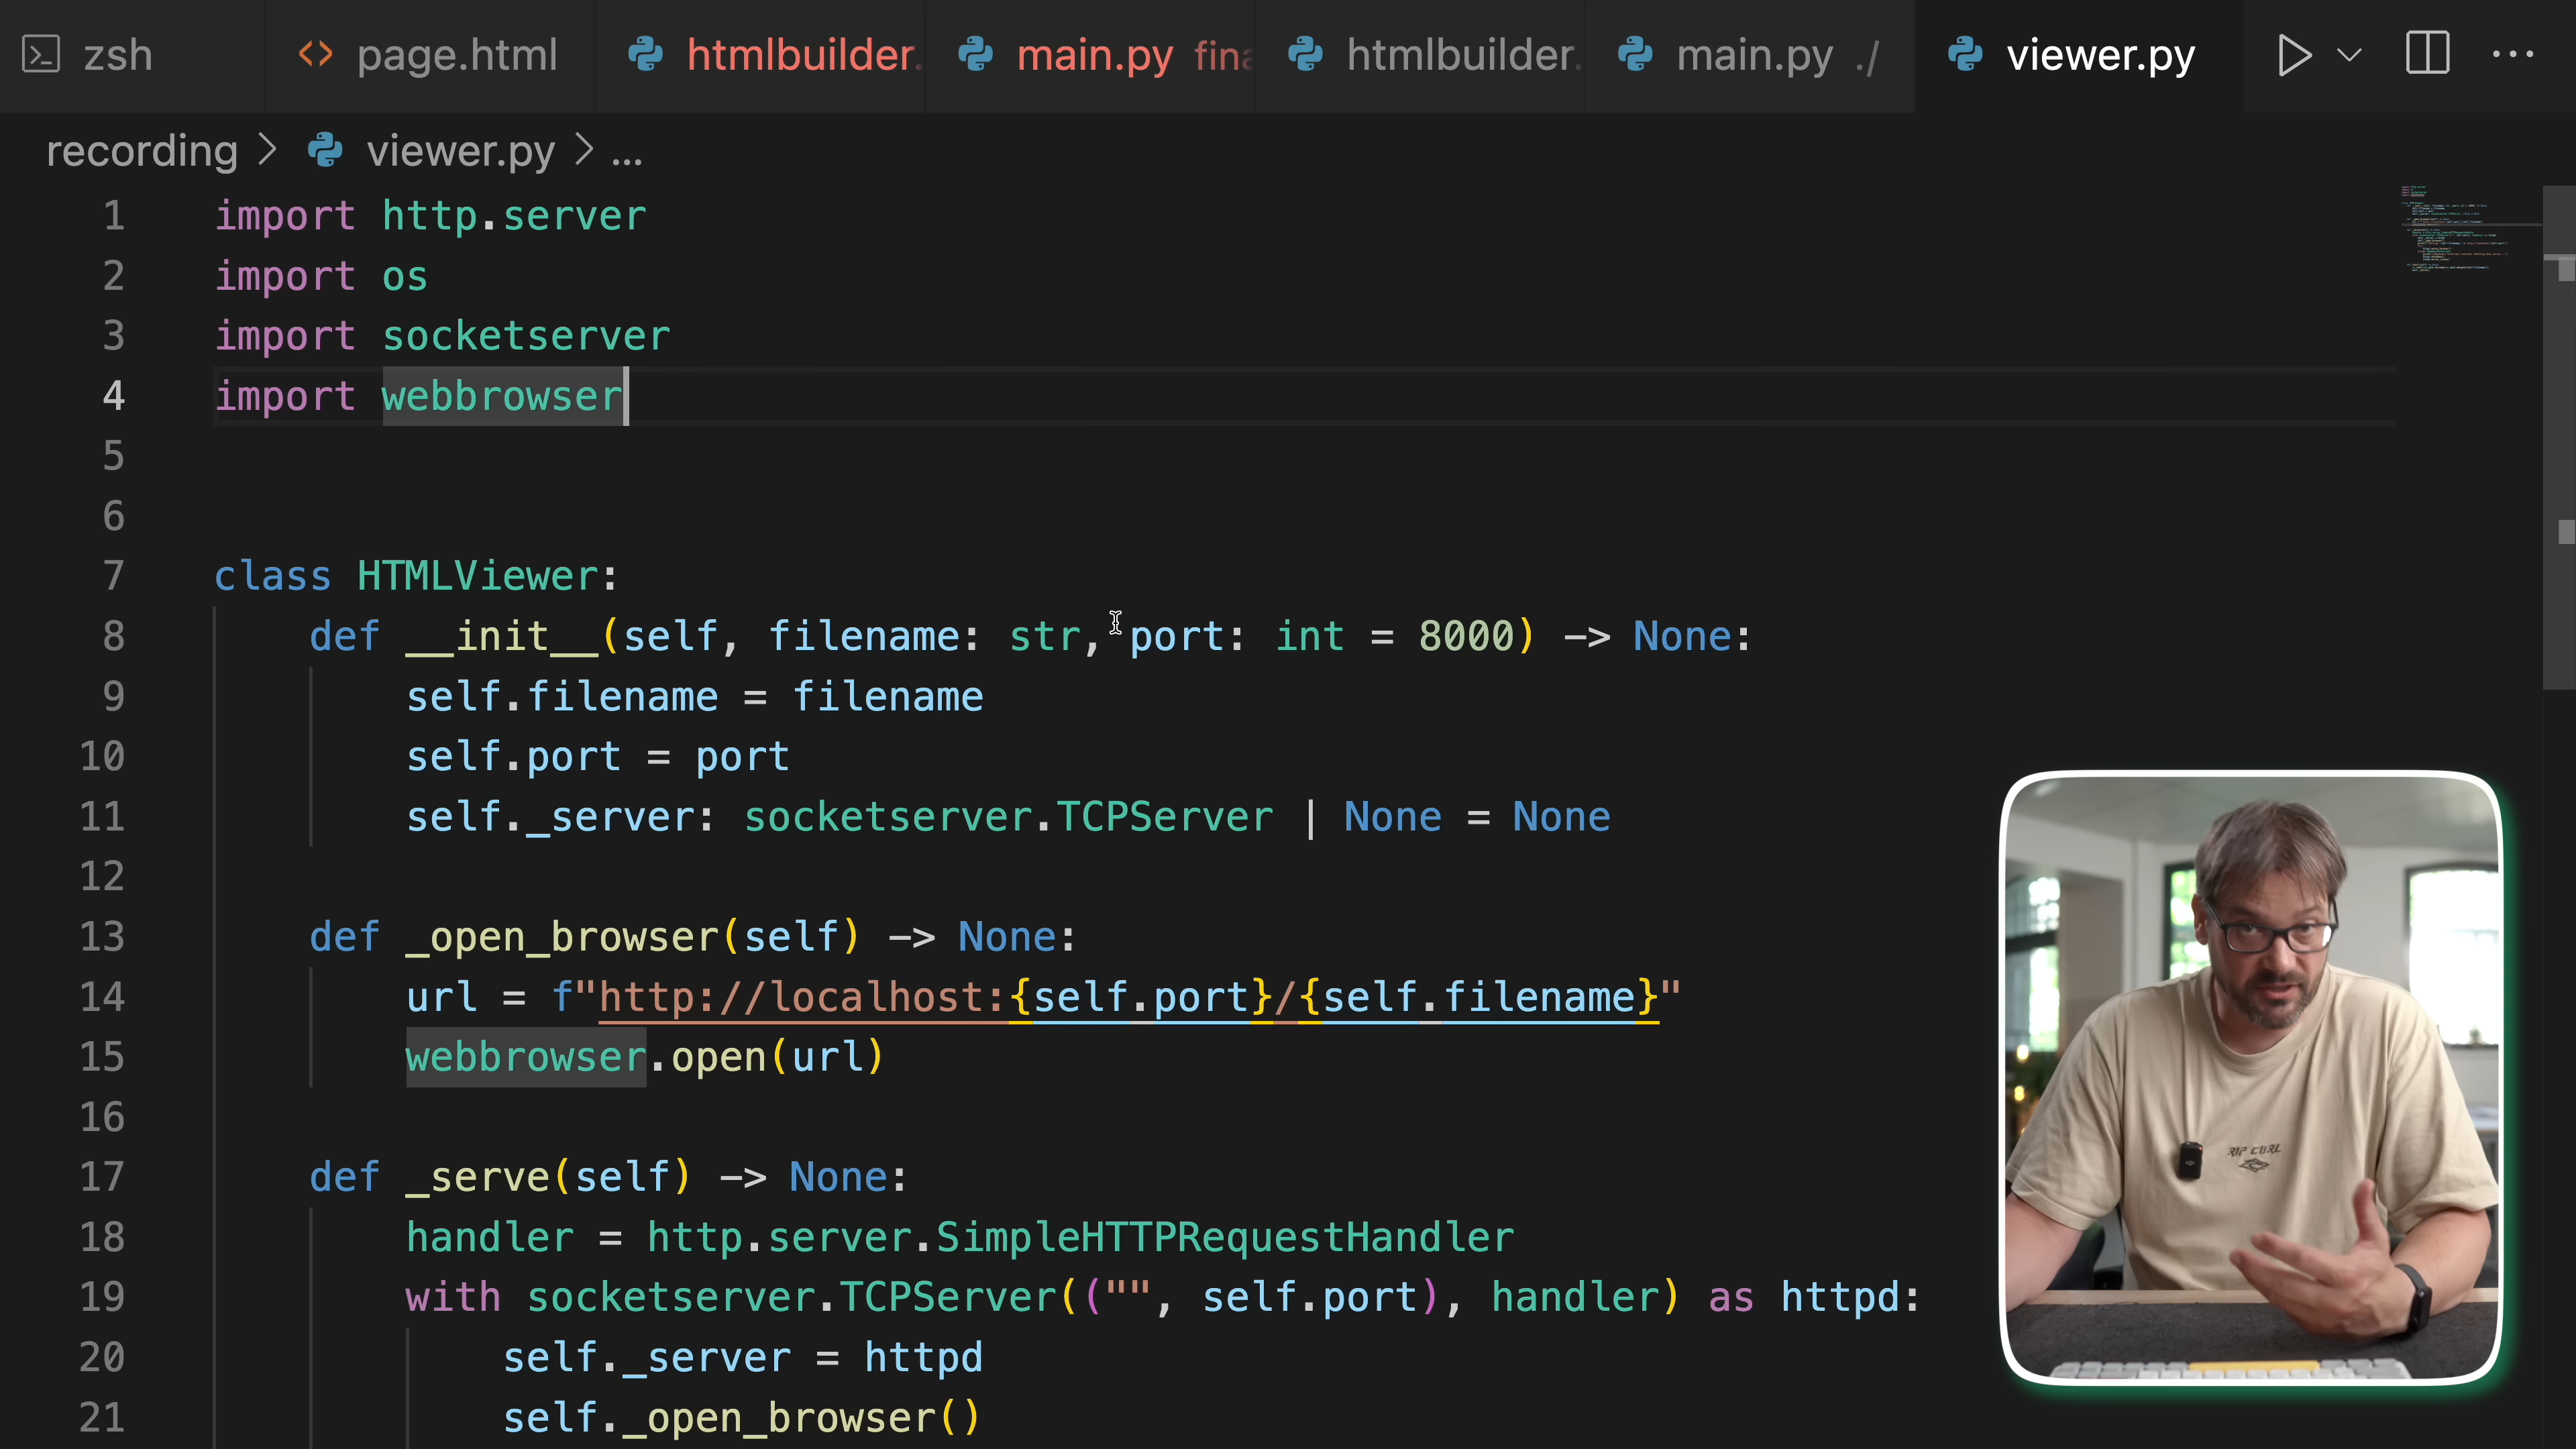 zsh page.html htmlbuilder. main.py fina htmlbuilder. main.py ./ viewer.py ...
recording > viewer.py > ...
1 import http.server
2 import os
3 import socketserver
4 import webbrowser
5
6
7 class HTMLViewer:
8 def __init__(self, filename: str, port: int = 8000) -> None:
9 self.filename = filename
10 self.port = port
11 self._server: socketserver.TCPServer | None = None
12
13 def _open_browser(self) -> None:
14 url = f"http://localhost:{self.port}/{self.filename}"
15 webbrowser.open(url)
16
17 def _serve(self) -> None:
18 handler = http.server.SimpleHTTPRequestHandler
19 with socketserver.TCPServer(("", self.port), handler) as httpd:
20 self._server = httpd
21 self._open_browser()
RIP CURL